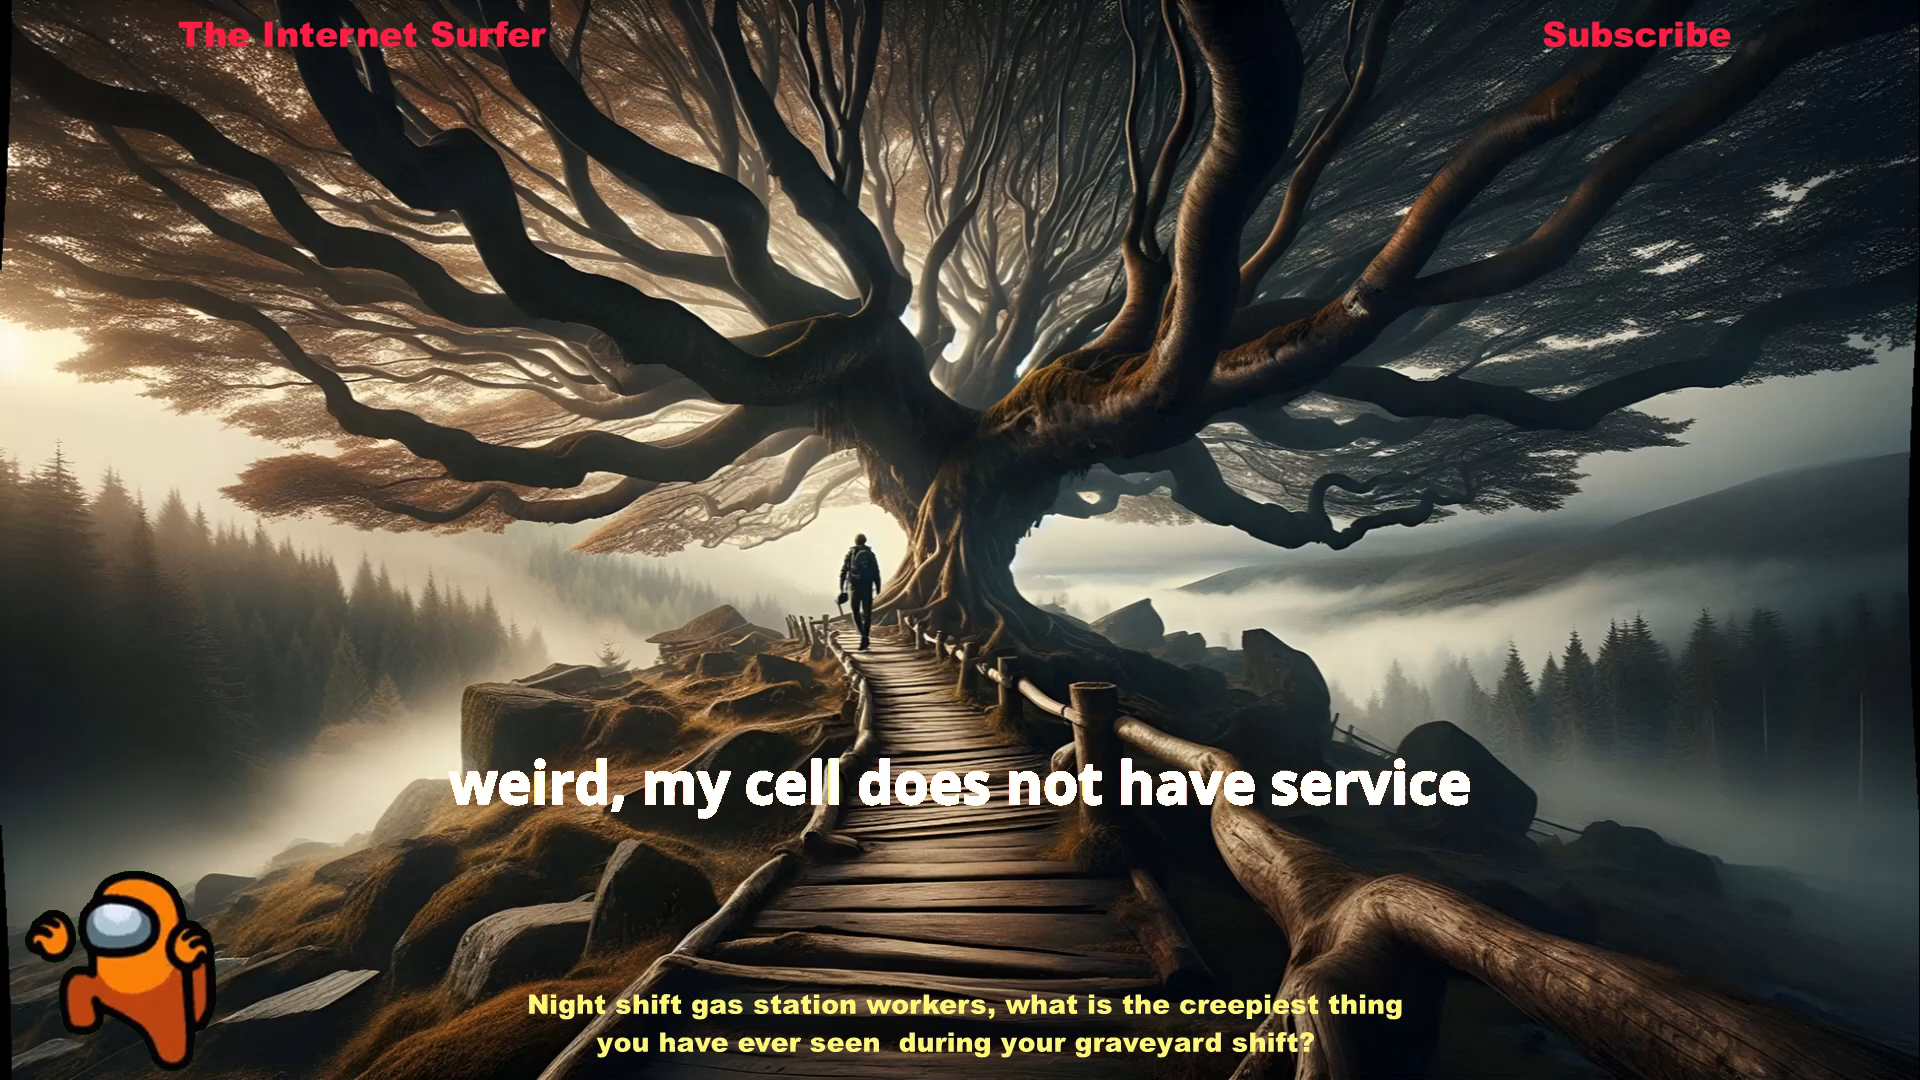 The Internet Surfer
Subscribe
weird, my cell does not have service
Night shift gas station workers, what is the creepiest thing
you have ever seen  during your graveyard shift?